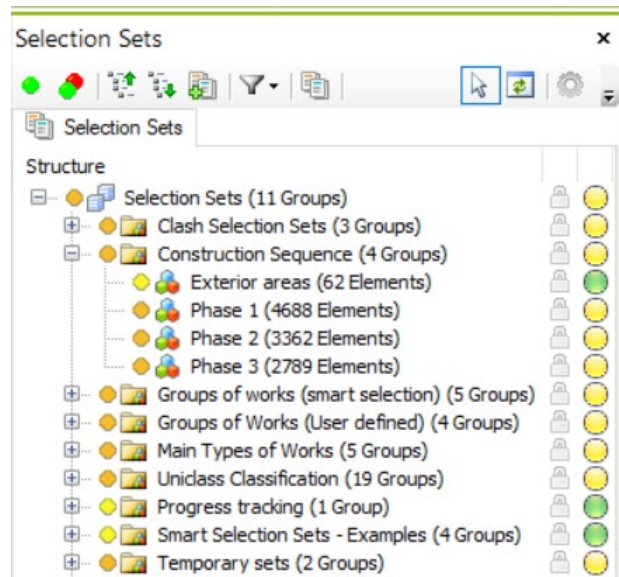 Selection Sets
Selection Sets
Structure
Selection Sets (11 Groups)
Clash Selection Sets (3 Groups)
Construction Sequence (4 Groups)
Exterior areas (62 Elements)
Phase 1 (4688 Elements)
Phase 2 (3362 Elements)
Phase 3 (2789 Elements)
Groups of works (smart selection) (5 Groups)
Groups of Works (User defined) (4 Groups)
Main Types of Works (5 Groups)
Uniclass Classification (19 Groups)
Progress tracking (1 Group)
Smart Selection Sets - Examples (4 Groups)
Temporary sets (2 Groups)